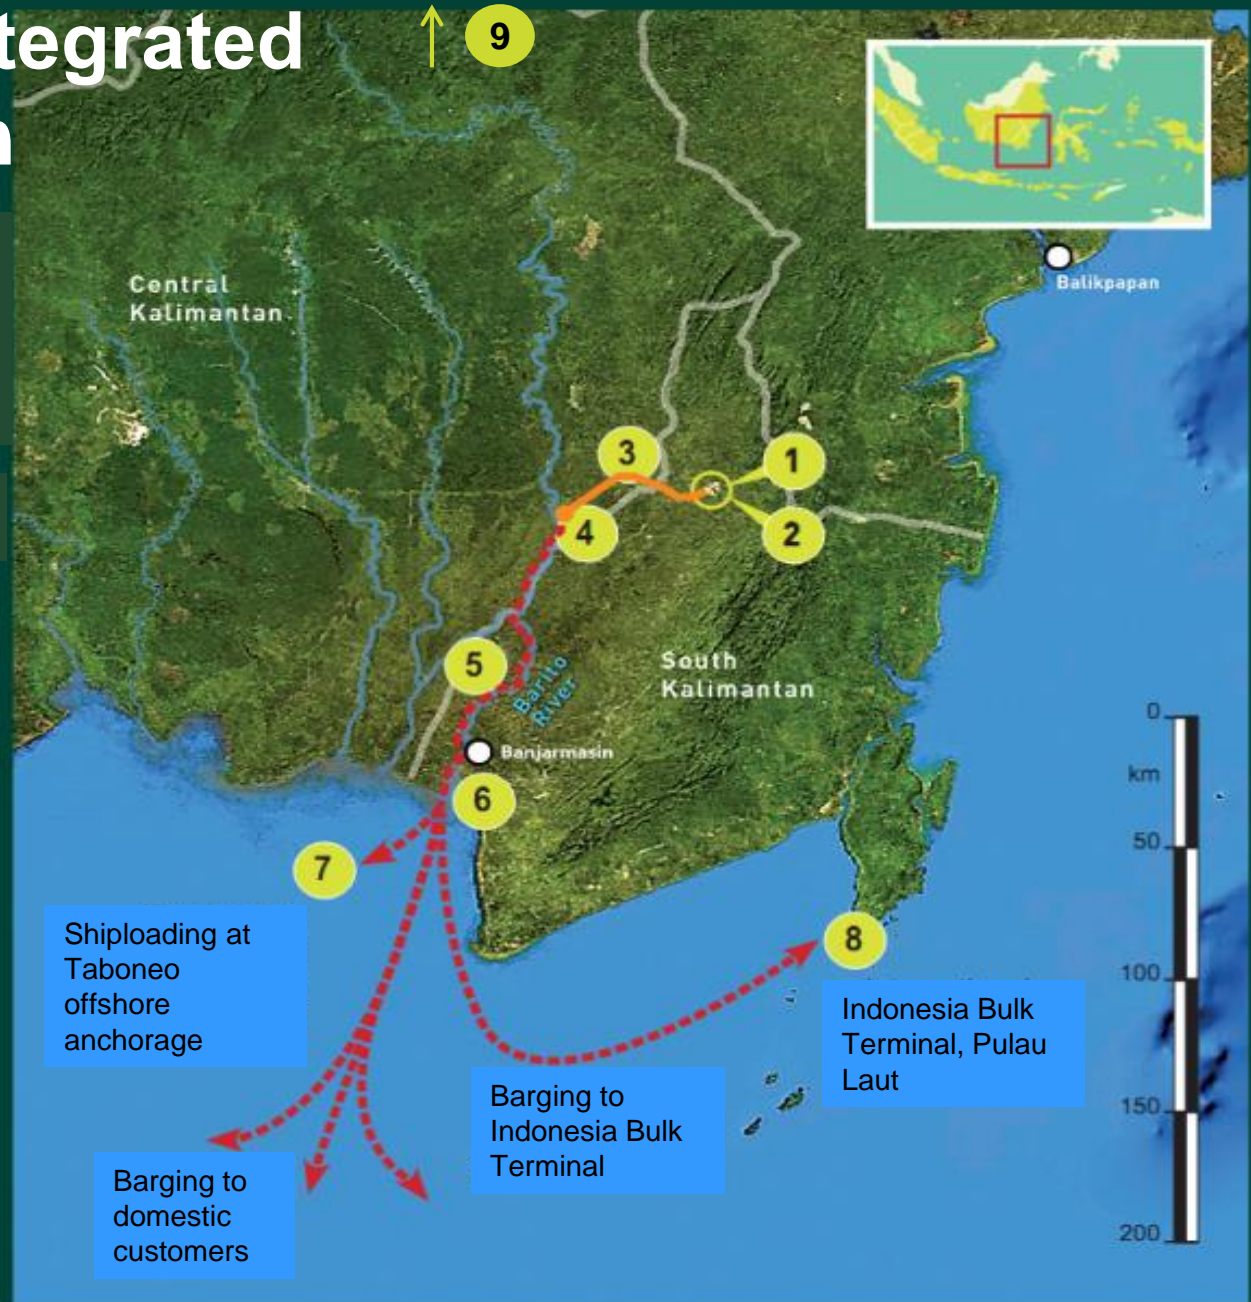 tegrated
9
n
Balikpapan
Central
Kalimantan
3
1
4
2
5
South
Kalimantan
Barito
River
0
Banjarmasin
km
6
50
7
8
Shiploading at
Taboneo
offshore
anchorage
100
Indonesia Bulk
Terminal, Pulau
Laut
Barging to
Indonesia Bulk
Terminal
150
Barging to
domestic
customers
200